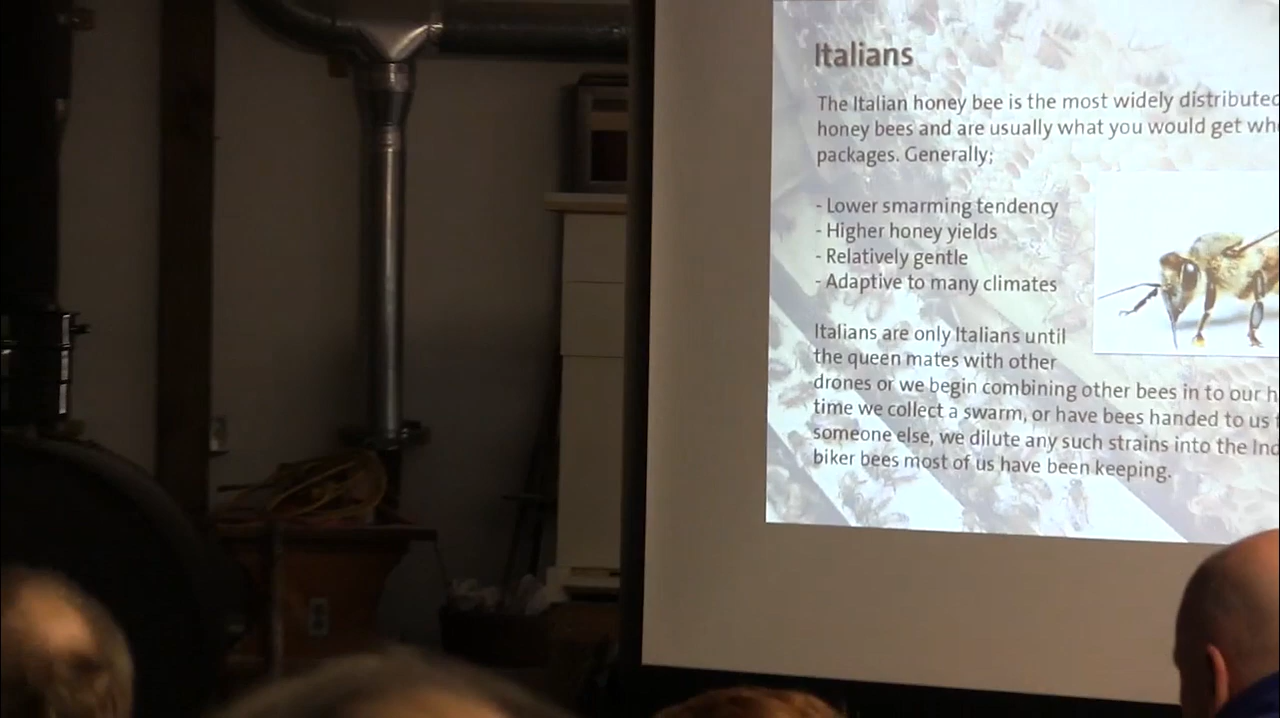 Italians
The Italian honey bee is the most widely distributed
honey bees and are usually what you would get wh
packages. Generally;
- Lower smarming tendency
- Higher honey yields
- Relatively gentle
- Adaptive to many climates
Italians are only Italians until
the queen mates with other
drones or we begin combining other bees in to our h
time we collect a swarm, or have bees handed to us
someone else, we dilute any such strains into the Ind
biker bees most of us have been keeping.